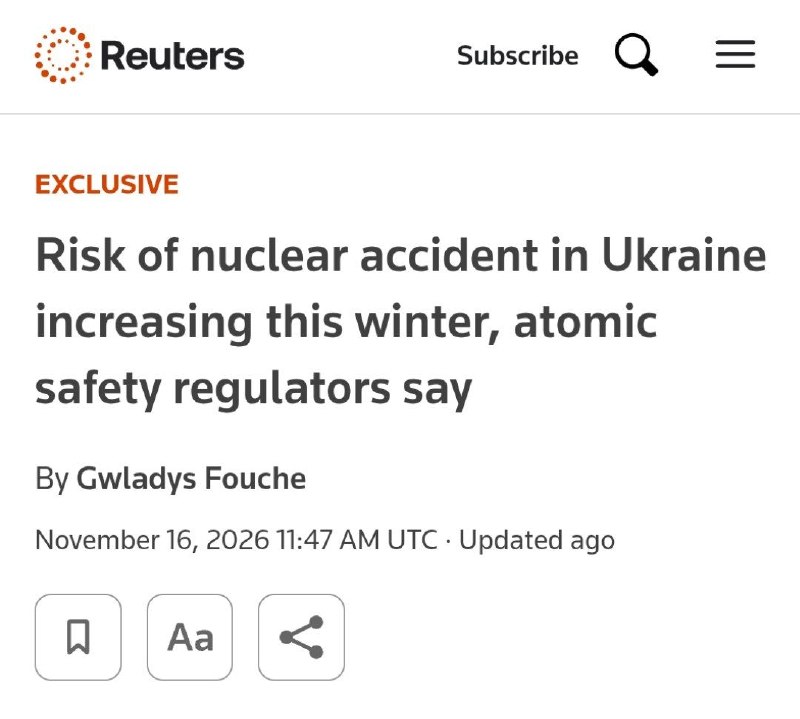 Reuters Subscribe
EXCLUSIVE
Risk of nuclear accident in Ukraine
increasing this winter, atomic
safety regulators say
By Gwladys Fouche
November 16, 2026 11:47 AM UTC · Updated ago
Aa